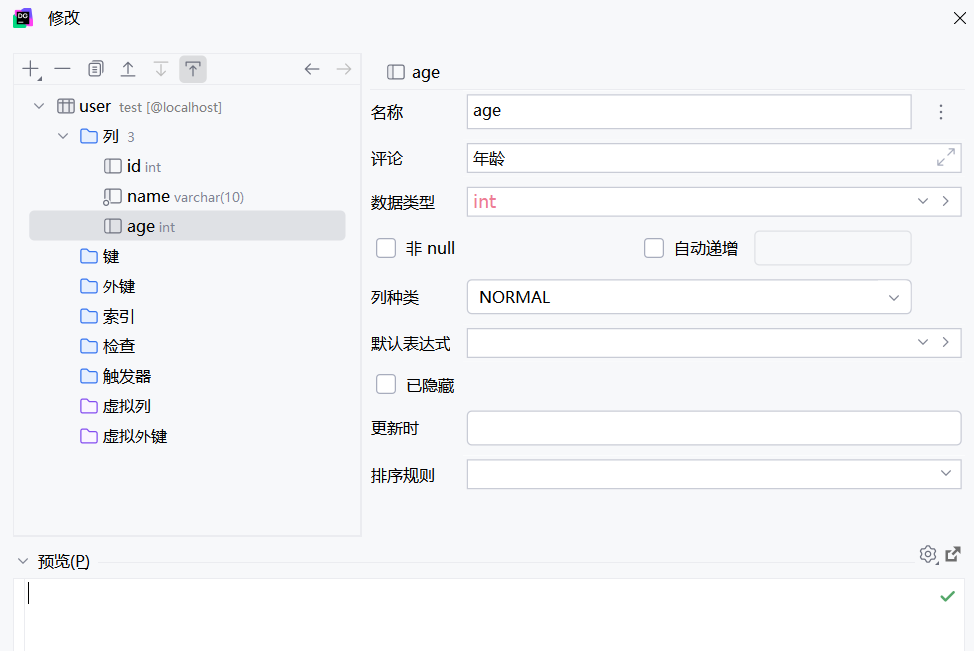 DG
修改
user test [@localhost]
列 3
id int
name varchar(10)
age int
键
外键
索引
检查
触发器
虚拟列
虚拟外键
age
名称 age
评论 年龄
数据类型 int
非 null 自动递增
列种类 NORMAL
默认表达式
已隐藏
更新时
排序规则
预览(P)